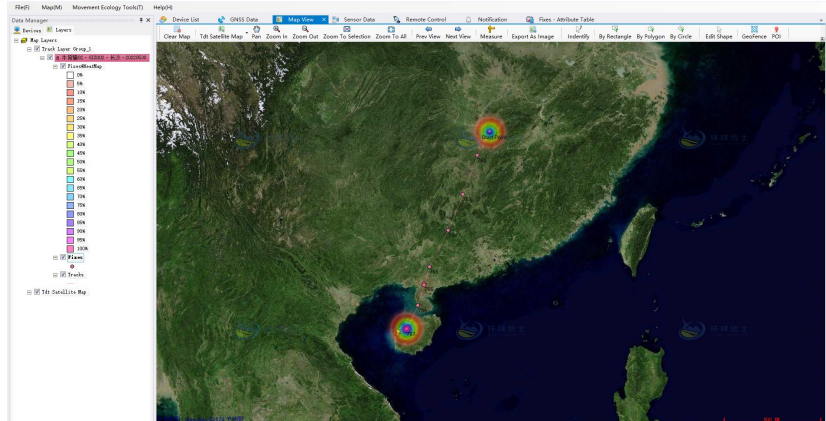 File(F) Map(M) Movement Ecology Tools(T) Help(H)
Data Manager
Device List GNSS Data Map View Sensor Data Remote Control Notification Fixes - Attribute Table
Devices Layers
Clear Map Tdt Satellite Map Pan Zoom In Zoom Out Zoom To Selection Zoom To All Prev View Next View Measure Export As Image Indentify By Rectangle By Polygon By Circle Edit Shape GeoFence POI
Map Layers
Track Layer Group_1
Fixes@HeatMap
0%
5%
10%
15%
20%
25%
30%
35%
40%
45%
50%
55%
60%
65%
70%
75%
80%
85%
90%
95%
100%
Fixes
Tracks
Tdt Satellite Map
Start Point